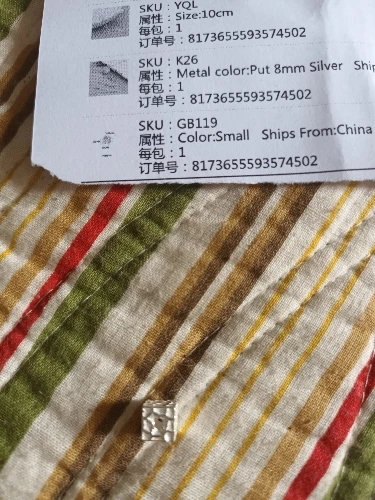 SKU：YQL
属性：Size:10cm
每包：1
订单号：8173655593574502
SKU：K26
属性：Metal color:Put 8mm Silver Ship
每包：1
订单号：8173655593574502
SKU：GB119
属性：Color:Small Ships From:China
每包：1
订单号：8173655593574502